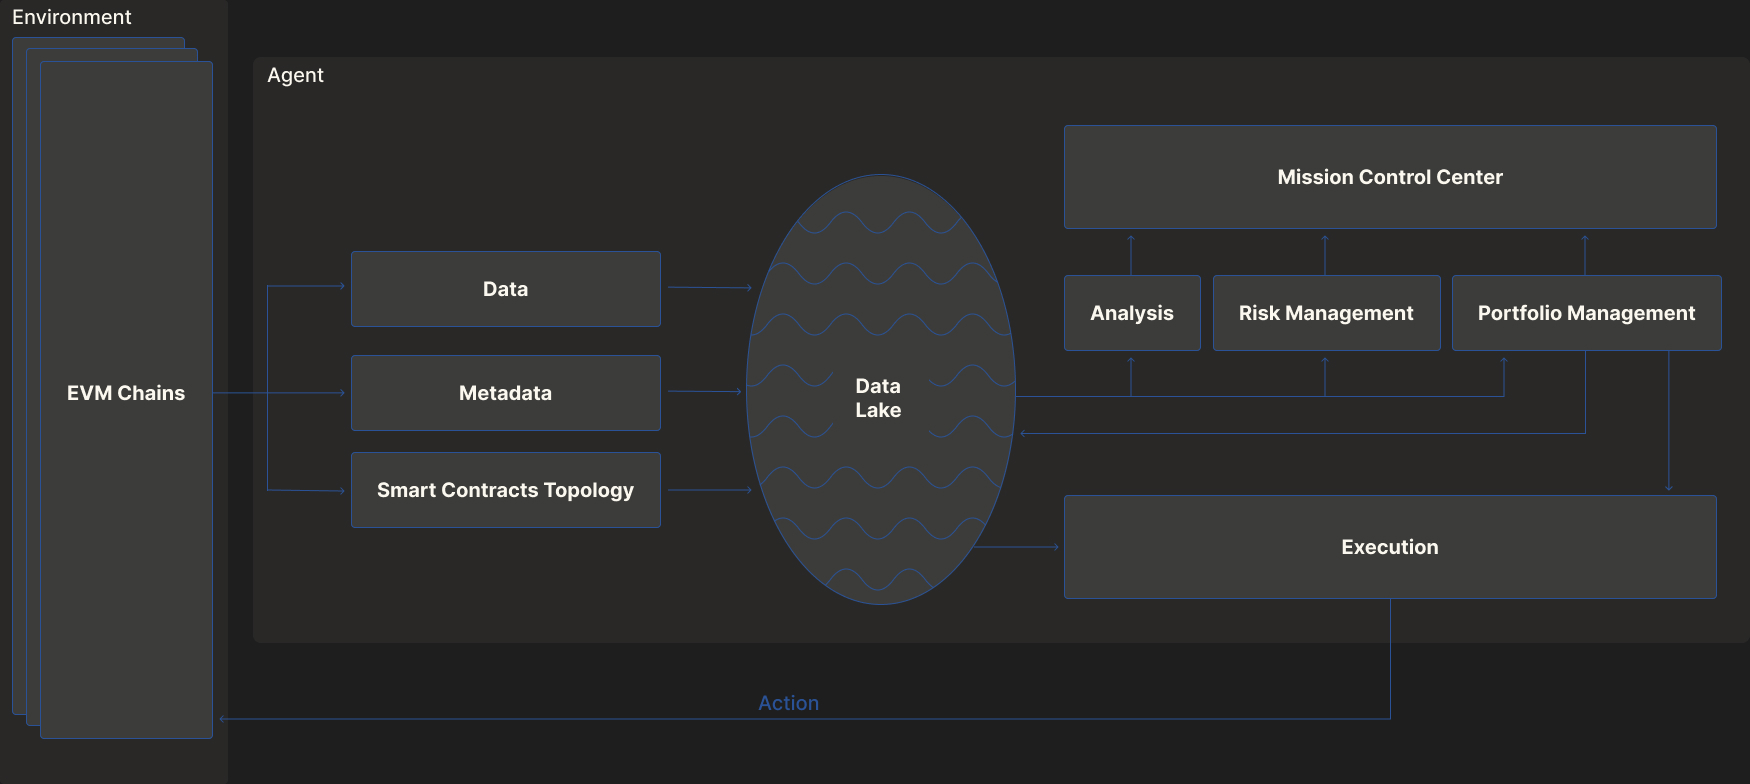 Environment
Agent
EVM Chains
Data
Metadata
Smart Contracts Topology
Data
Lake
Mission Control Center
Analysis
Risk Management
Portfolio Management
Execution
Action